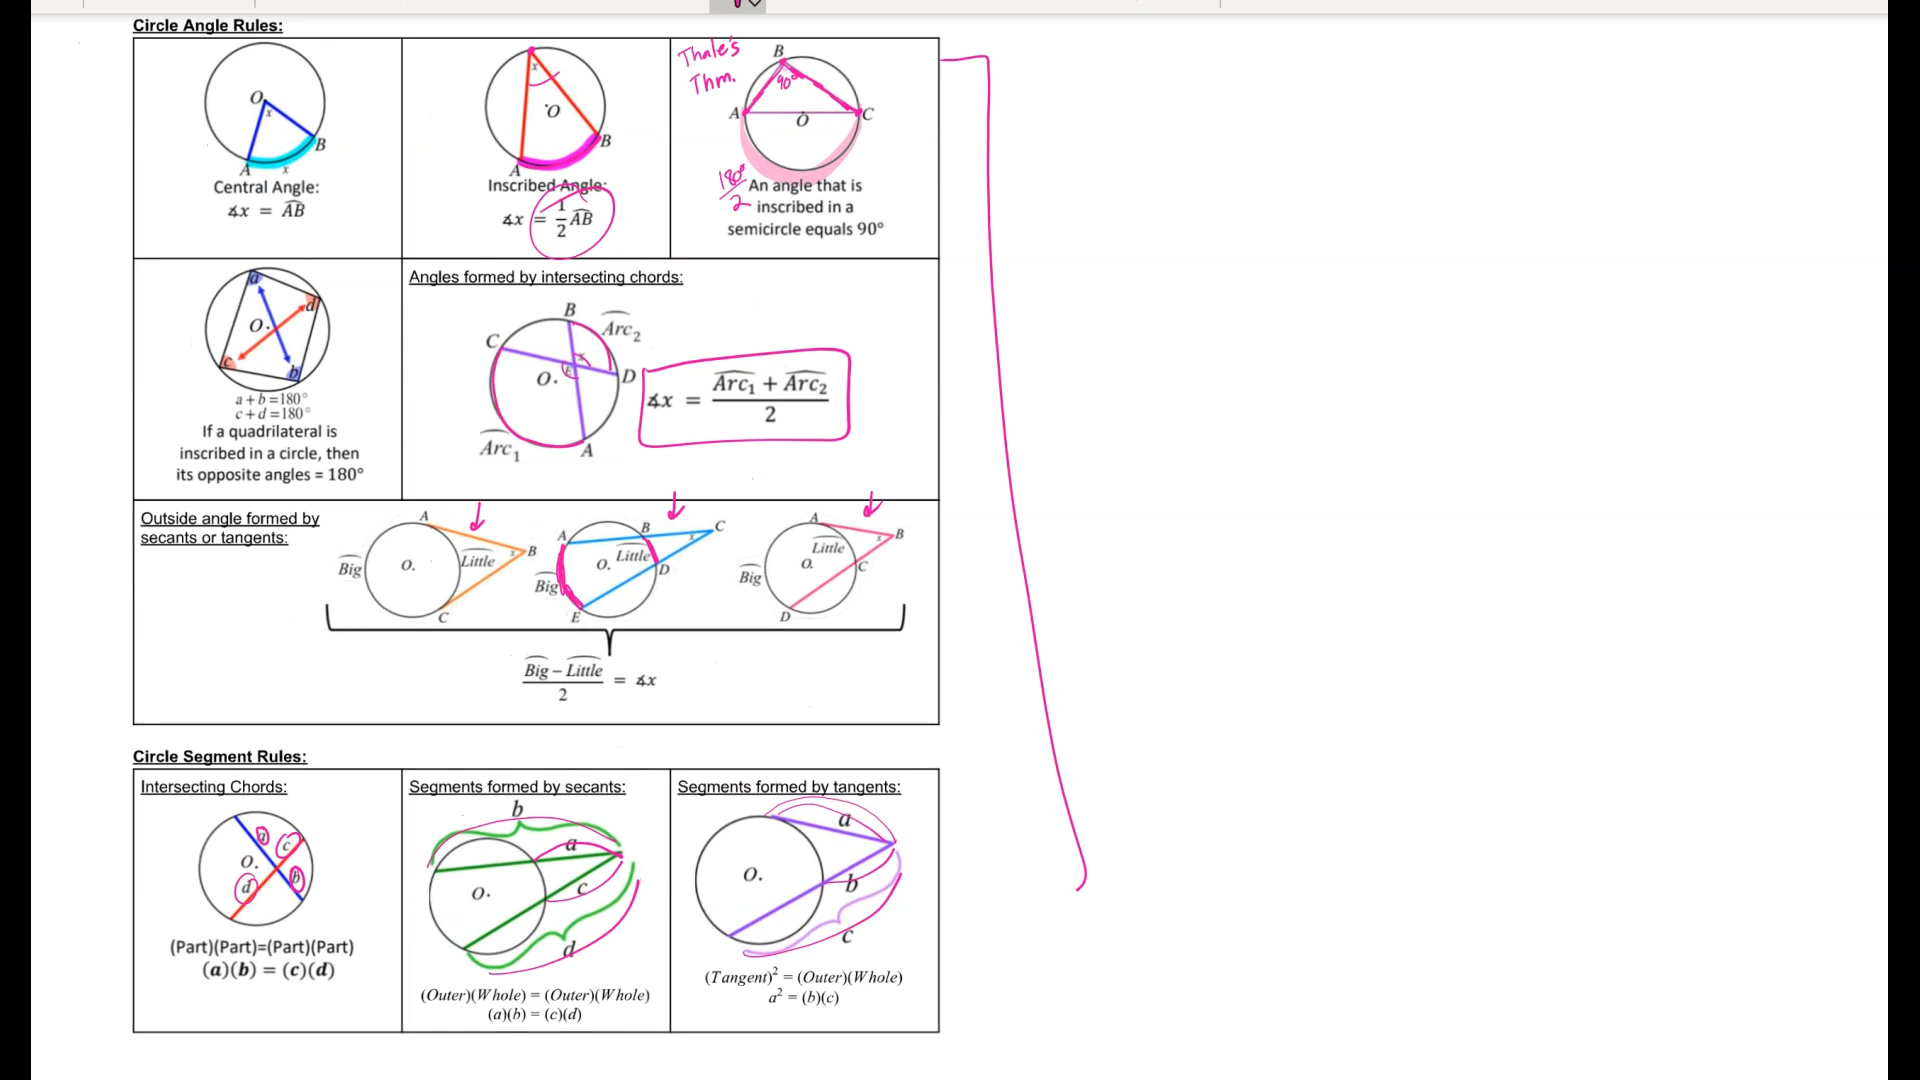 Circle Angle Rules:
O
x
A
B
x
Central Angle:
∡x = AB
x
O
A
B
Inscribed Angle:
∡x = 1/2 AB
Thale's
Thm.
B
90°
A
O
C
180°/2
An angle that is
inscribed in a
semicircle equals 90°
a
d
O.
c
b
a+b=180°
c+d=180°
If a quadrilateral is
inscribed in a circle, then
its opposite angles = 180°
Angles formed by intersecting chords:
B
Arc2
C
x
E
O.
D
Arc1
A
∡x = (Arc1 + Arc2)/2
Outside angle formed by
secants or tangents:
A
Big
O.
Little
x
B
C
A
B
C
x
O.
Little
Big
D
E
A
B
x
Little
O.
C
Big
D
(Big − Little)/2 = ∡x
Circle Segment Rules:
Intersecting Chords:
a
c
O.
d
b
(Part)(Part)=(Part)(Part)
(a)(b) = (c)(d)
Segments formed by secants:
b
a
O.
c
d
(Outer)(Whole) = (Outer)(Whole)
(a)(b) = (c)(d)
Segments formed by tangents:
a
O.
b
c
(Tangent)² = (Outer)(Whole)
a² = (b)(c)